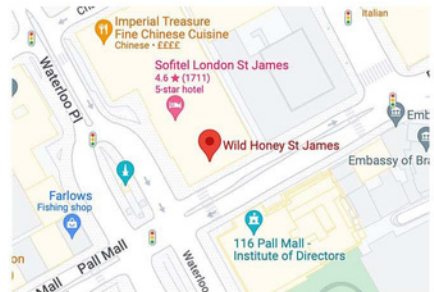 Italian
Imperial Treasure
Fine Chinese Cuisine
Chinese • ££££
Sofitel London St James
4.6 ★ (1711)
5-star hotel
Waterloo Pl
Wild Honey St James
Emb
Embassy of Bra
Farlows
Fishing shop
116 Pall Mall -
Institute of Directors
Pall Mall
Mall
on
Waterloo